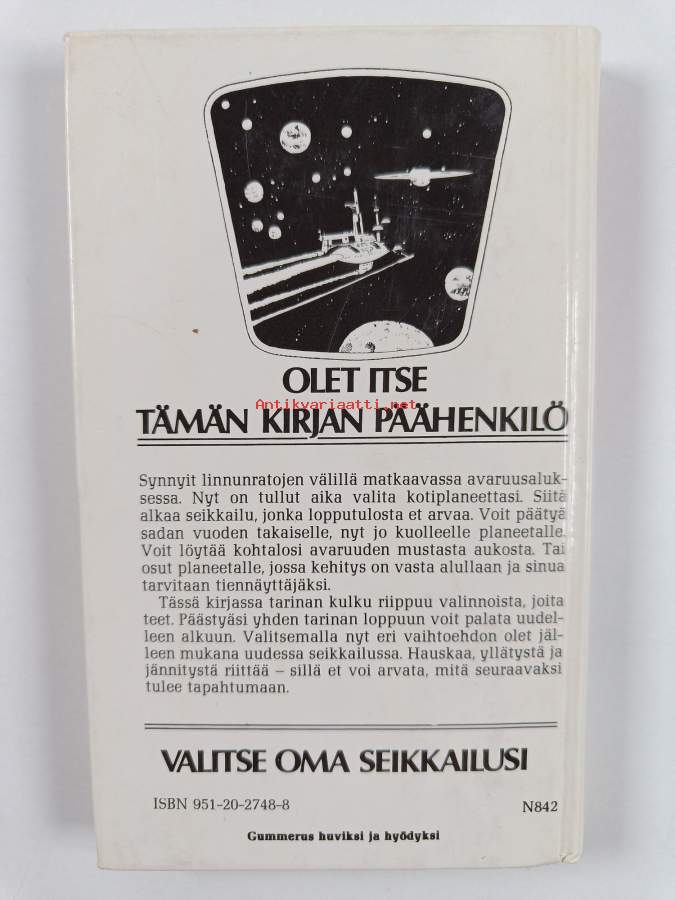 OLET ITSE
Antikvariaatti.net
TÄMÄN KIRJAN PÄÄHENKILÖ
Synnyit linnunratojen välillä matkaavassa avaruusaluk-
sessa. Nyt on tullut aika valita kotiplaneettasi. Siitä
alkaa seikkailu, jonka lopputulosta et arvaa. Voit päätyä
sadan vuoden takaiselle, nyt jo kuolleelle planeetalle.
Voit löytää kohtalosi avaruuden mustasta aukosta. Tai
osut planeetalle, jossa kehitys on vasta alullaan ja sinua
tarvitaan tiennäyttäjäksi.
Tässä kirjassa tarinan kulku riippuu valinnoista, joita
teet. Päästyäsi yhden tarinan loppuun voit palata uudel-
leen alkuun. Valitsemalla nyt eri vaihtoehdon olet jäl-
leen mukana uudessa seikkailussa. Hauskaa, yllätystä ja
jännitystä riittää – sillä et voi arvata, mitä seuraavaksi
tulee tapahtumaan.
VALITSE OMA SEIKKAILUSI
ISBN 951-20-2748-8
N842
Gummerus huviksi ja hyödyksi